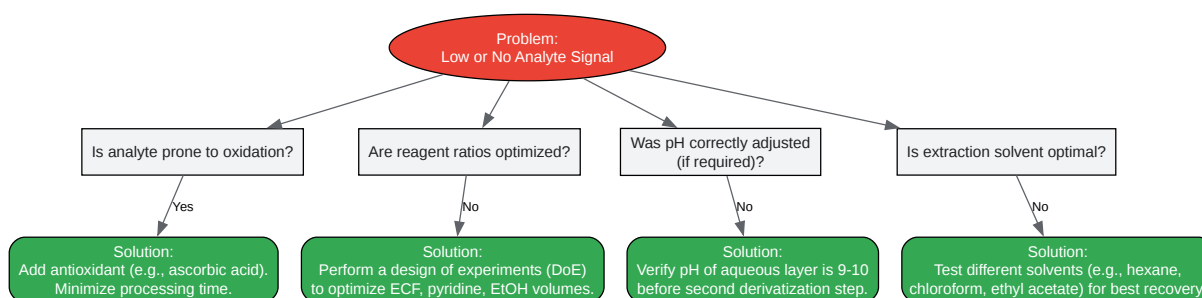 Problem:
Low or No Analyte Signal
Is analyte prone to oxidation?
Are reagent ratios optimized?
Was pH correctly adjusted
(if required)?
Is extraction solvent optimal?
Yes
No
No
No
Solution:
Add antioxidant (e.g., ascorbic acid).
Minimize processing time.
Solution:
Perform a design of experiments (DoE)
to optimize ECF, pyridine, EtOH volumes.
Solution:
Verify pH of aqueous layer is 9-10
before second derivatization step.
Solution:
Test different solvents (e.g., hexane,
chloroform, ethyl acetate) for best recovery.